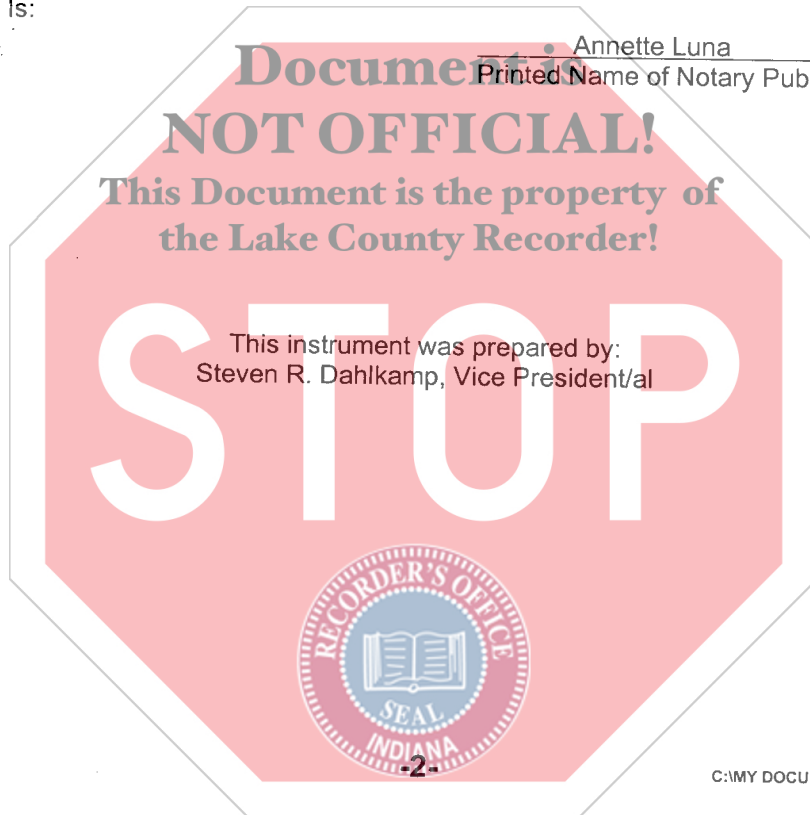 Is:
Annette Luna
Printed Name of Notary Pub
Document is
NOT OFFICIAL!
This Document is the property of
the Lake County Recorder!
This instrument was prepared by:
Steven R. Dahlkamp, Vice President/al
STOP
RECORDER'S OFFICE
SEAL
INDIANA
-2-
C:\MY DOCU